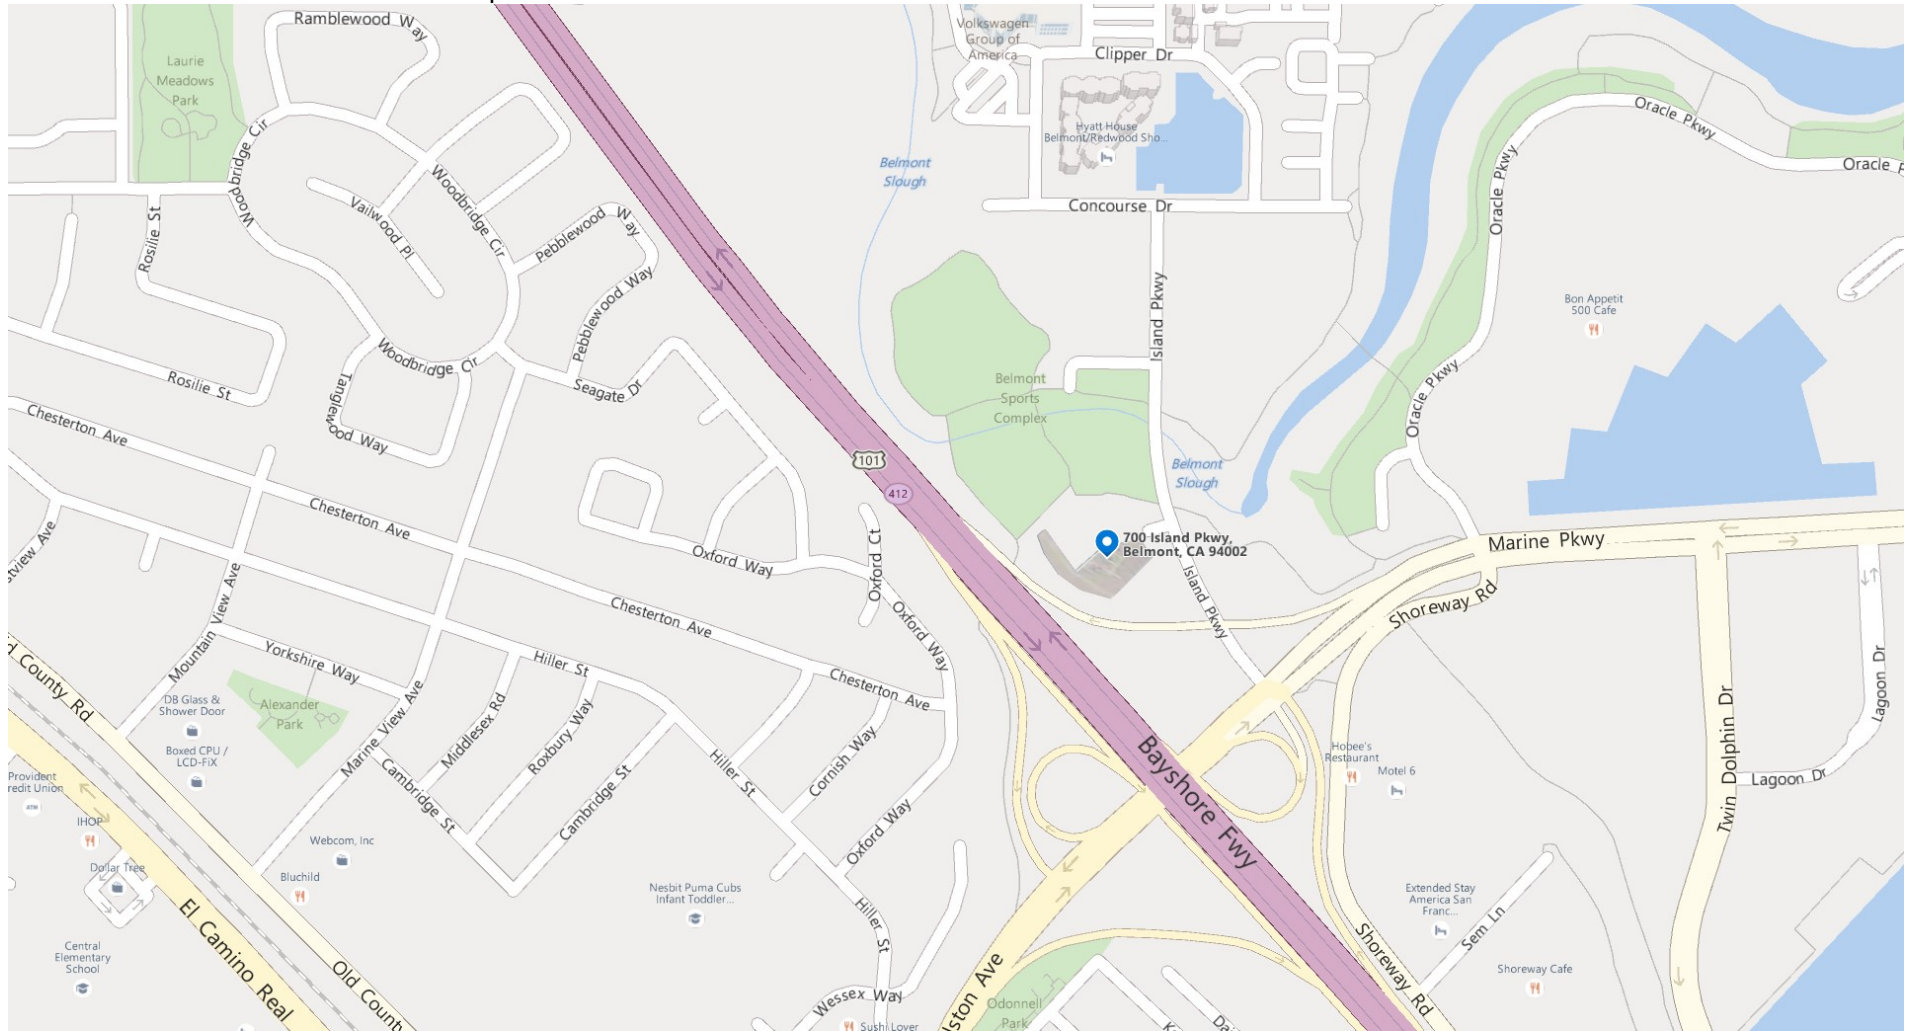 Ramblewood Way
Laurie
Meadows
Park
Volkswagen
Group of
America
Clipper Dr
Oracle Pkwy
Oracle P
Woodbridge Cir
Woodbridge Cir
Woodbridge Cir
Wood
Hyatt House
Belmont/Redwood Sho...
Belmont
Slough
Oracle Pkwy
Vailwood Pl
Concourse Dr
Rosilie St
Pebblewood Way
Pebblewood Way
Island Pkwy
Bon Appetit
500 Cafe
Rosilie St
Tanglewood Way
Seagate Dr
Belmont
Sports
Complex
Oracle Pkwy
Chesterton Ave
101
412
Belmont
Slough
Chesterton Ave
stview Ave
Oxford Way
Oxford Ct
700 Island Pkwy,
Belmont, CA 94002
Marine Pkwy
Island Pkwy
Shoreway Rd
Mountain View Ave
Chesterton Ave
Oxford Way
Yorkshire Way
Hiller St
Chesterton Ave
d County Rd
Lagoon Dr
DB Glass &
Shower Door
Alexander
Park
Marine View Ave
Middlesex Rd
Roxbury Way
Cornish Way
Twin Dolphin Dr
Boxed CPU /
LCD-FiX
Hobee's
Restaurant
Motel 6
Lagoon Dr
Provident
redit Union
ATM
Cambridge St
Cambridge St
Hiller St
Bayshore Fwy
IHOP
Webcom, Inc
Oxford Way
Dollar Tree
Bluchild
Nesbit Puma Cubs
Infant Toddler...
Extended Stay
America San
Franc...
El Camino Real
Hiller St
Sem Ln
Central
Elementary
School
Old County
Shoreway Rd
Shoreway Cafe
Wessex Way
lston Ave
Odonnell
Park
Sushi Lover
K
Dai